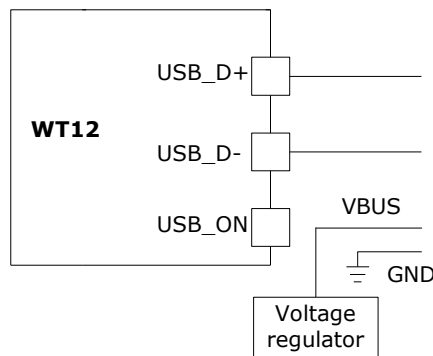 USB_D+
WT12
USB_D-
USB_ON
VBUS
GND
Voltage
regulator